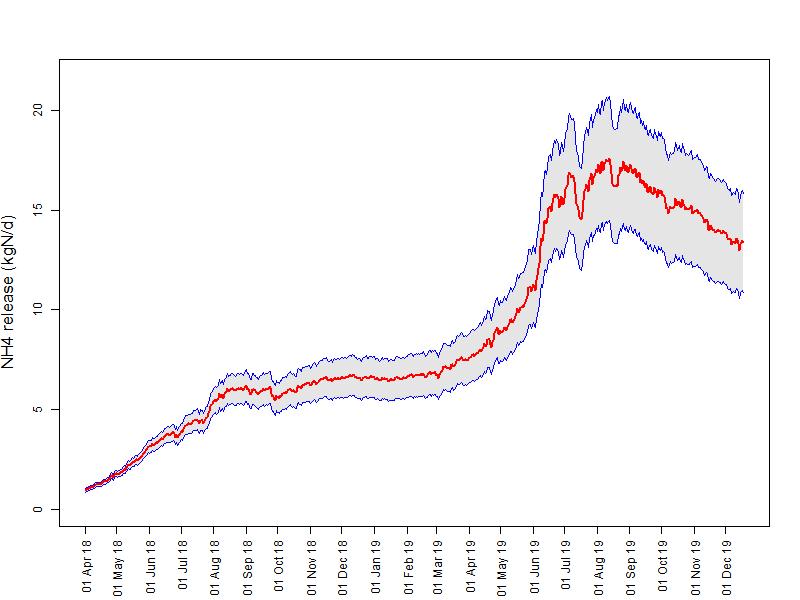 NH4 release (kgN/d)
20
15
10
5
0
01 Apr 18
01 May 18
01 Jun 18
01 Jul 18
01 Aug 18
01 Sep 18
01 Oct 18
01 Nov 18
01 Dec 18
01 Jan 19
01 Feb 19
01 Mar 19
01 Apr 19
01 May 19
01 Jun 19
01 Jul 19
01 Aug 19
01 Sep 19
01 Oct 19
01 Nov 19
01 Dec 19